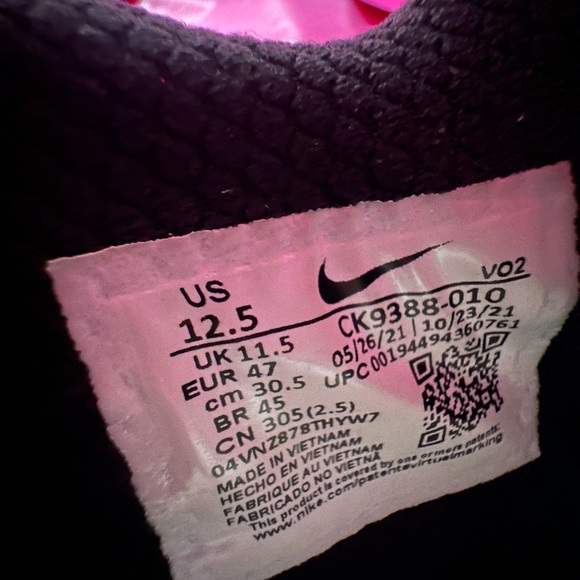 US
12.5
VO2
UK 11.5
CK9388-010
EUR 47
05/26/21 | 10/23/21
cm 30.5
UPC 00194494360761
BR 45
CN 305(2.5)
04VNZ878THYW7
MADE IN VIETNAM
HECHO EN VIETNAM
FABRIQUE AU VIETNAM
FABRICADO NO VIETNÃ
This product is covered by one or more patents:
www.nike.com/patentsvirtualmarking